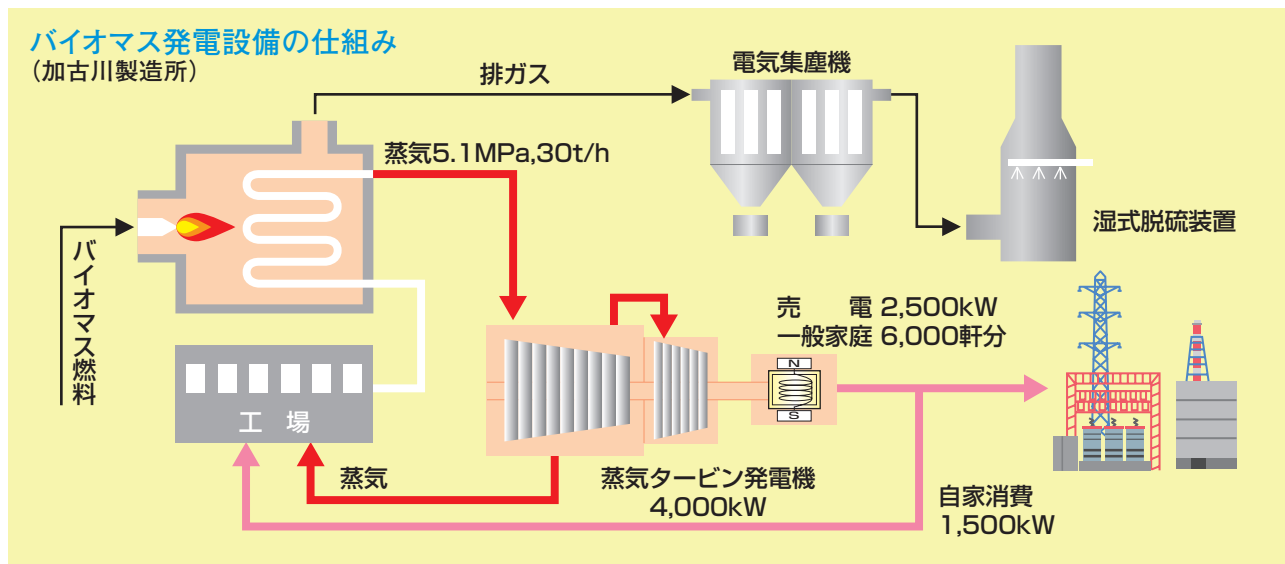 バイオマス発電設備の仕組み
（加古川製造所）
排ガス
電気集塵機
蒸気5.1MPa,30t/h
湿式脱硫装置
バイオマス燃料
売　電 2,500kW
一般家庭 6,000軒分
N
S
工 場
蒸気
蒸気タービン発電機
4,000kW
自家消費
1,500kW